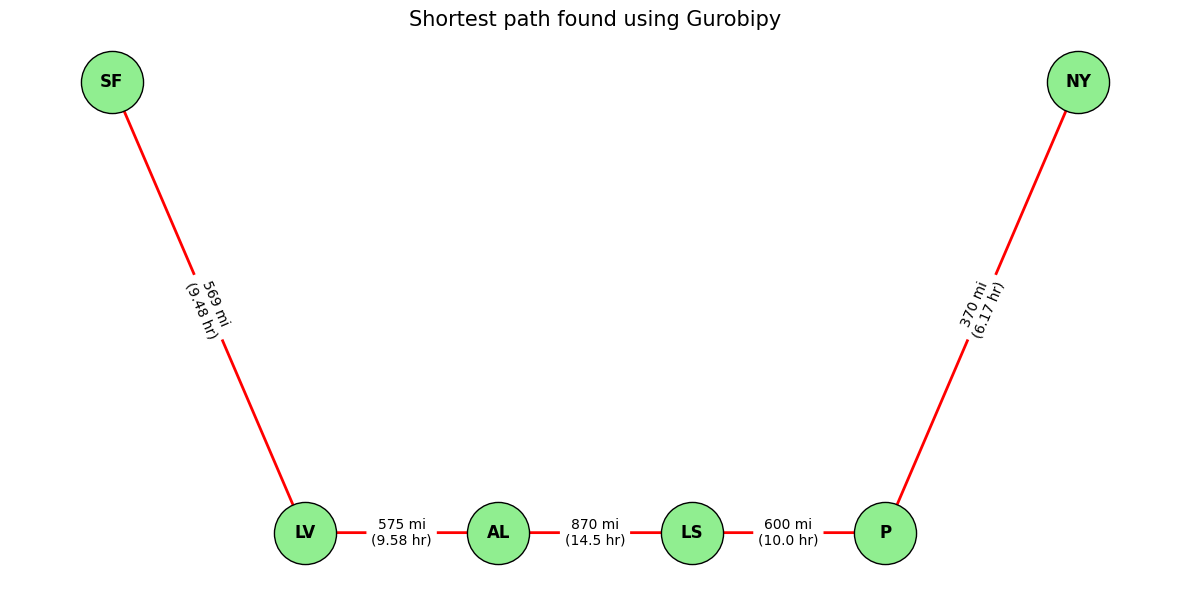 Shortest path found using Gurobipy
SF
NY
569 mi
(9.48 hr)
370 mi
(6.17 hr)
LV
575 mi
(9.58 hr)
AL
870 mi
(14.5 hr)
LS
600 mi
(10.0 hr)
P